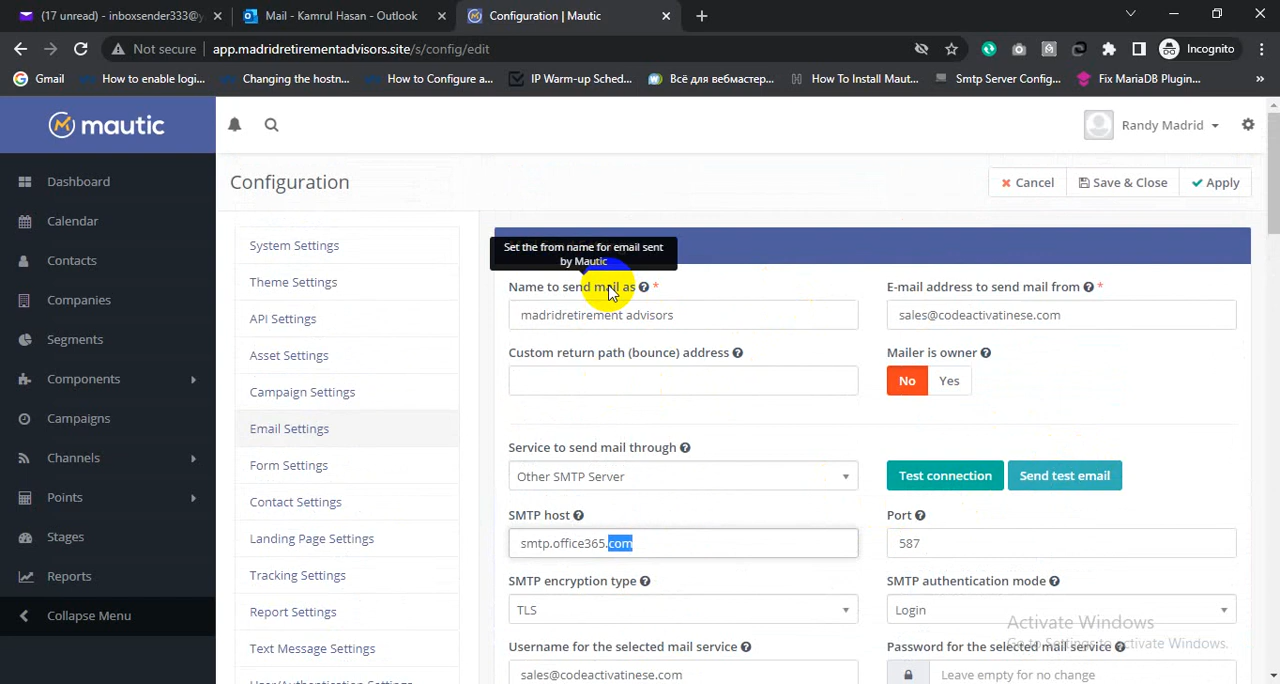 (17 unread) - inboxsender333@y
Mail - Kamrul Hasan - Outlook
Configuration | Mautic
Not secure
app.madridretirementadvisors.site/s/config/edit
Incognito
Gmail
How to enable logi...
Changing the hostn...
How to Configure a...
IP Warm-up Sched...
Всё для вебмастер...
How To Install Maut...
Smtp Server Config...
Fix MariaDB Plugin...
»
mautic
Randy Madrid
Dashboard
Calendar
Contacts
Companies
Segments
Components
Campaigns
Channels
Points
Stages
Reports
Collapse Menu
Configuration
Cancel
Save & Close
Apply
System Settings
Theme Settings
API Settings
Asset Settings
Campaign Settings
Email Settings
Form Settings
Contact Settings
Landing Page Settings
Tracking Settings
Report Settings
Text Message Settings
User/Authentication Settings
Set the from name for email sent
by Mautic
Name to send mail as *
madridretirement advisors
E-mail address to send mail from *
sales@codeactivatinese.com
Custom return path (bounce) address
Mailer is owner
No Yes
Service to send mail through
Other SMTP Server
Test connection
Send test email
SMTP host
smtp.office365.com
Port
587
SMTP encryption type
TLS
SMTP authentication mode
Login
Username for the selected mail service
sales@codeactivatinese.com
Password for the selected mail service
Leave empty for no change
Activate Windows
Go to Settings to activate Windows.